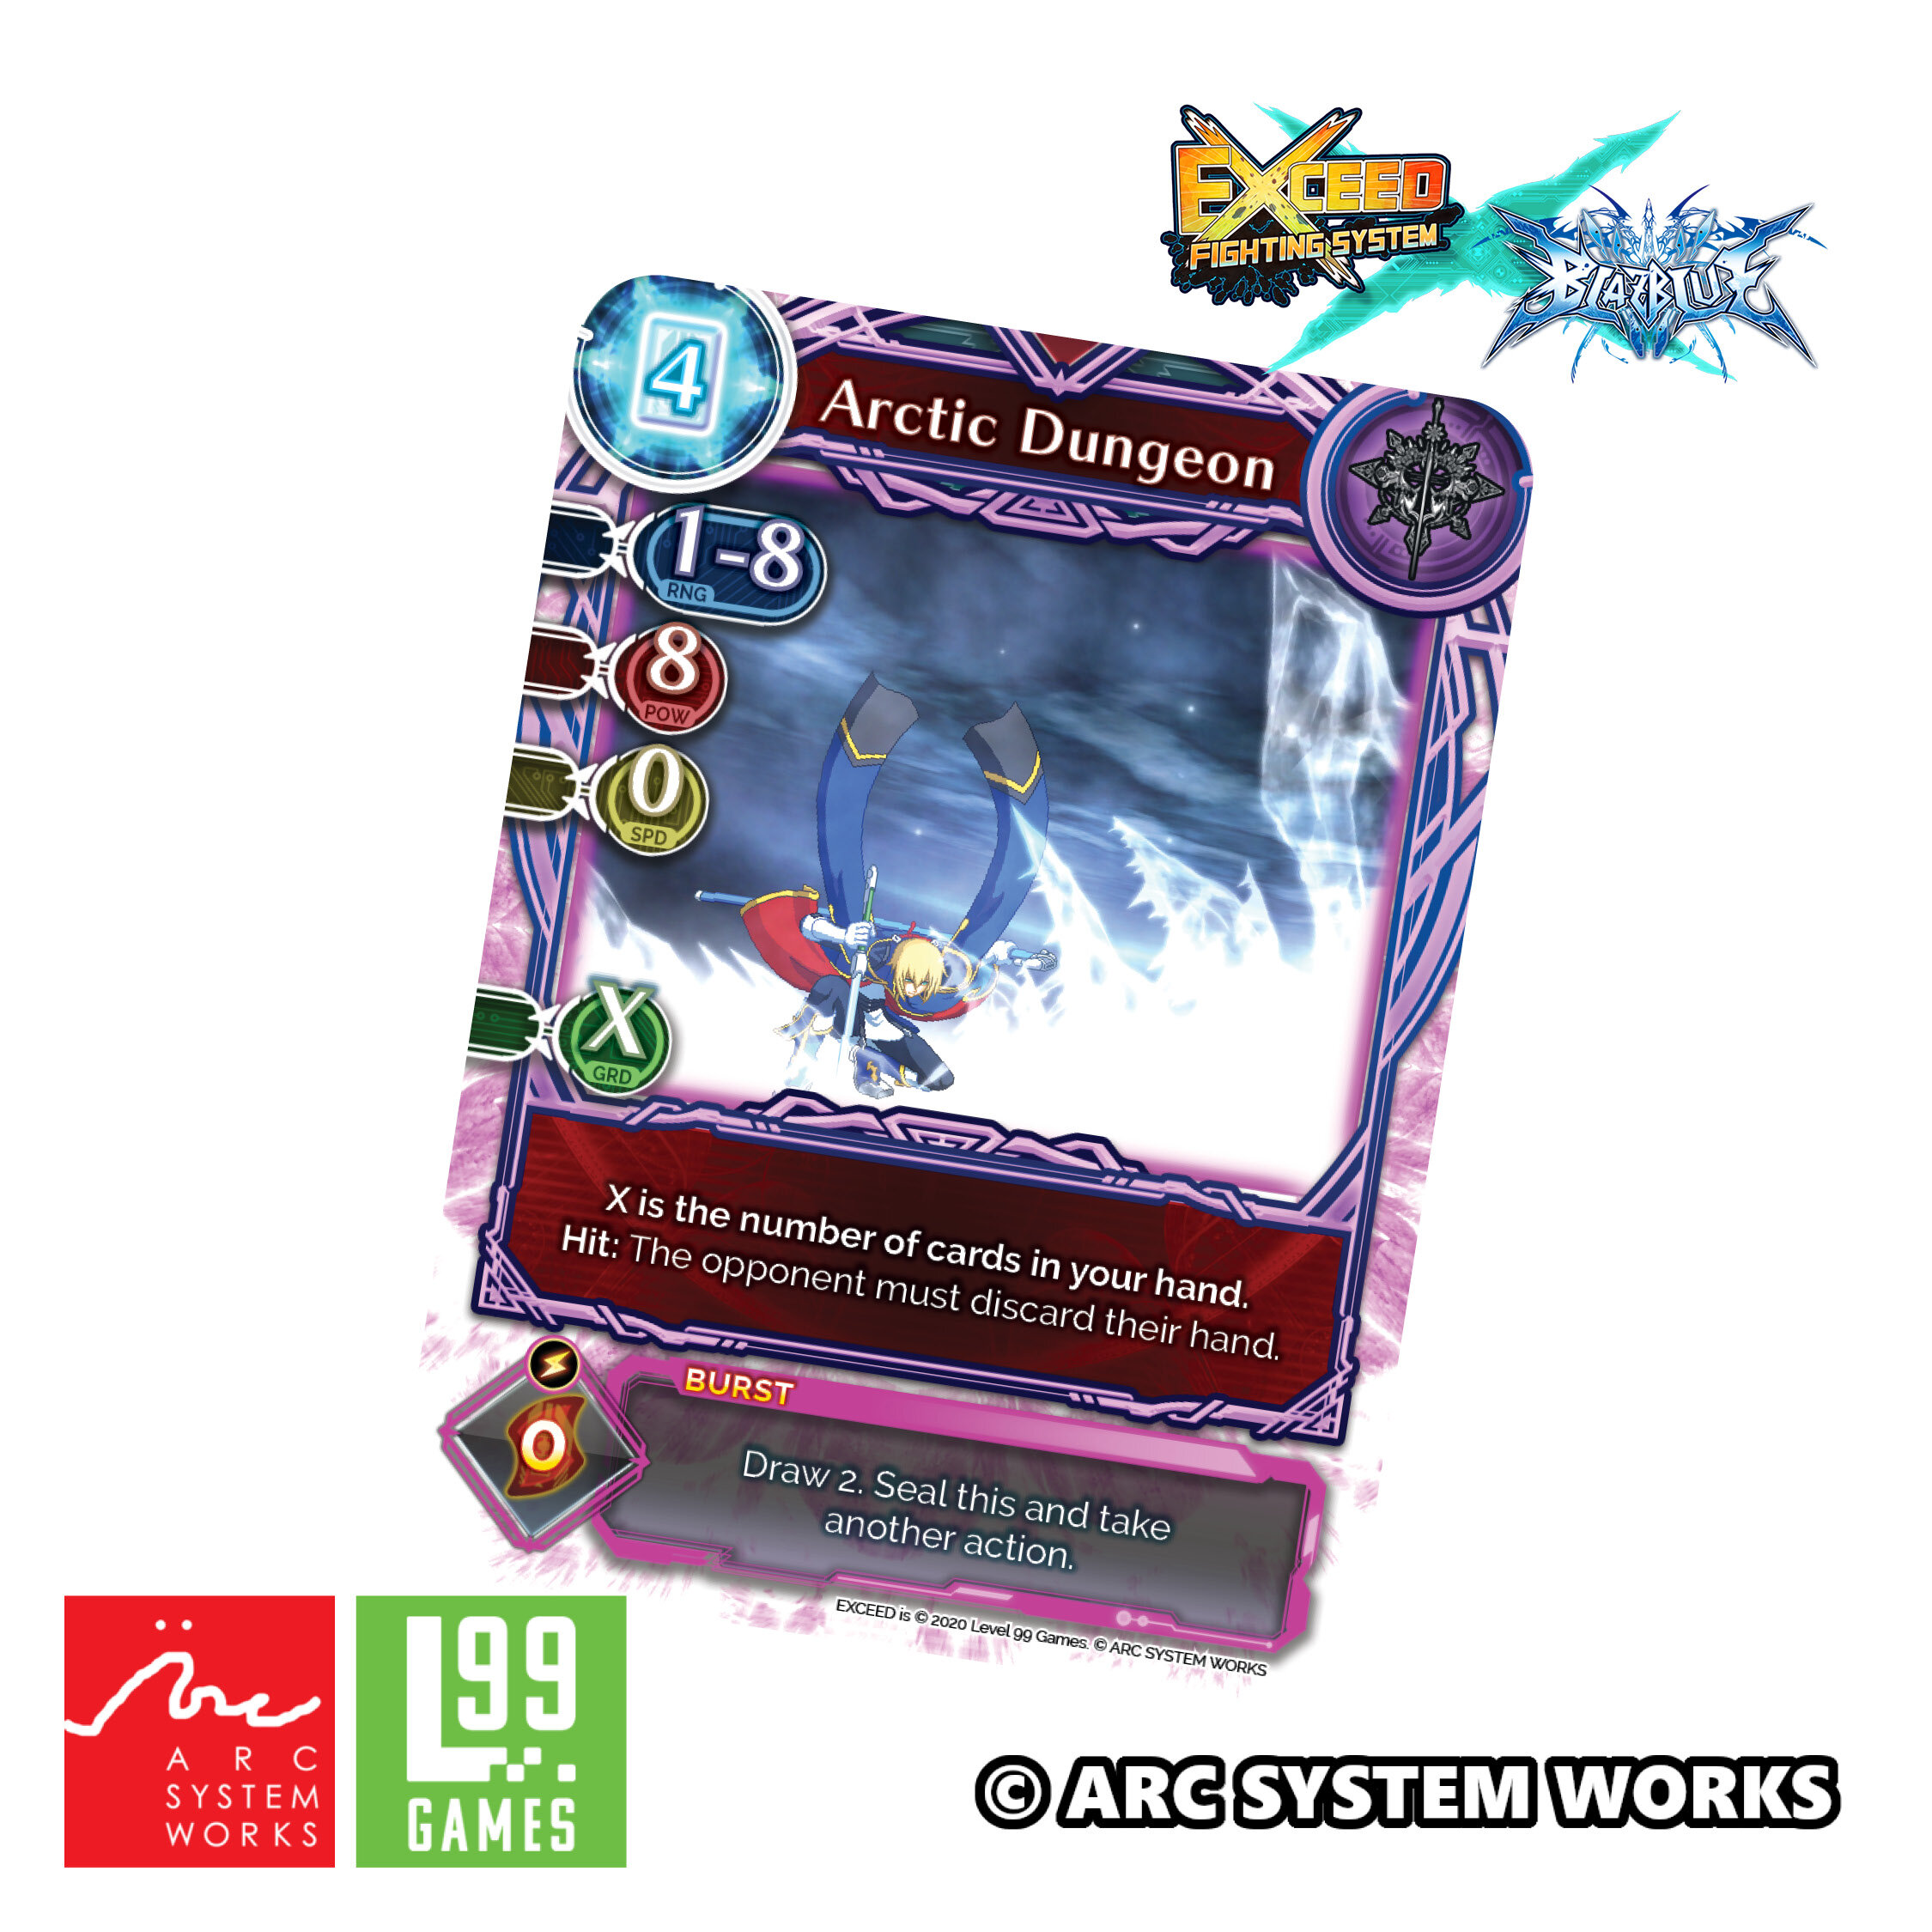 EXCEED
FIGHTING SYSTEM
BLAZBLUE
4
Arctic Dungeon
1-8
RNG
8
POW
0
SPD
X
GRD
X is the number of cards in your hand.
Hit: The opponent must discard their hand.
BURST
0
Draw 2. Seal this and take
another action.
EXCEED is © 2020 Level 99 Games. © ARC SYSTEM WORKS
Arc
ARC
SYSTEM
WORKS
L99
GAMES
© ARC SYSTEM WORKS